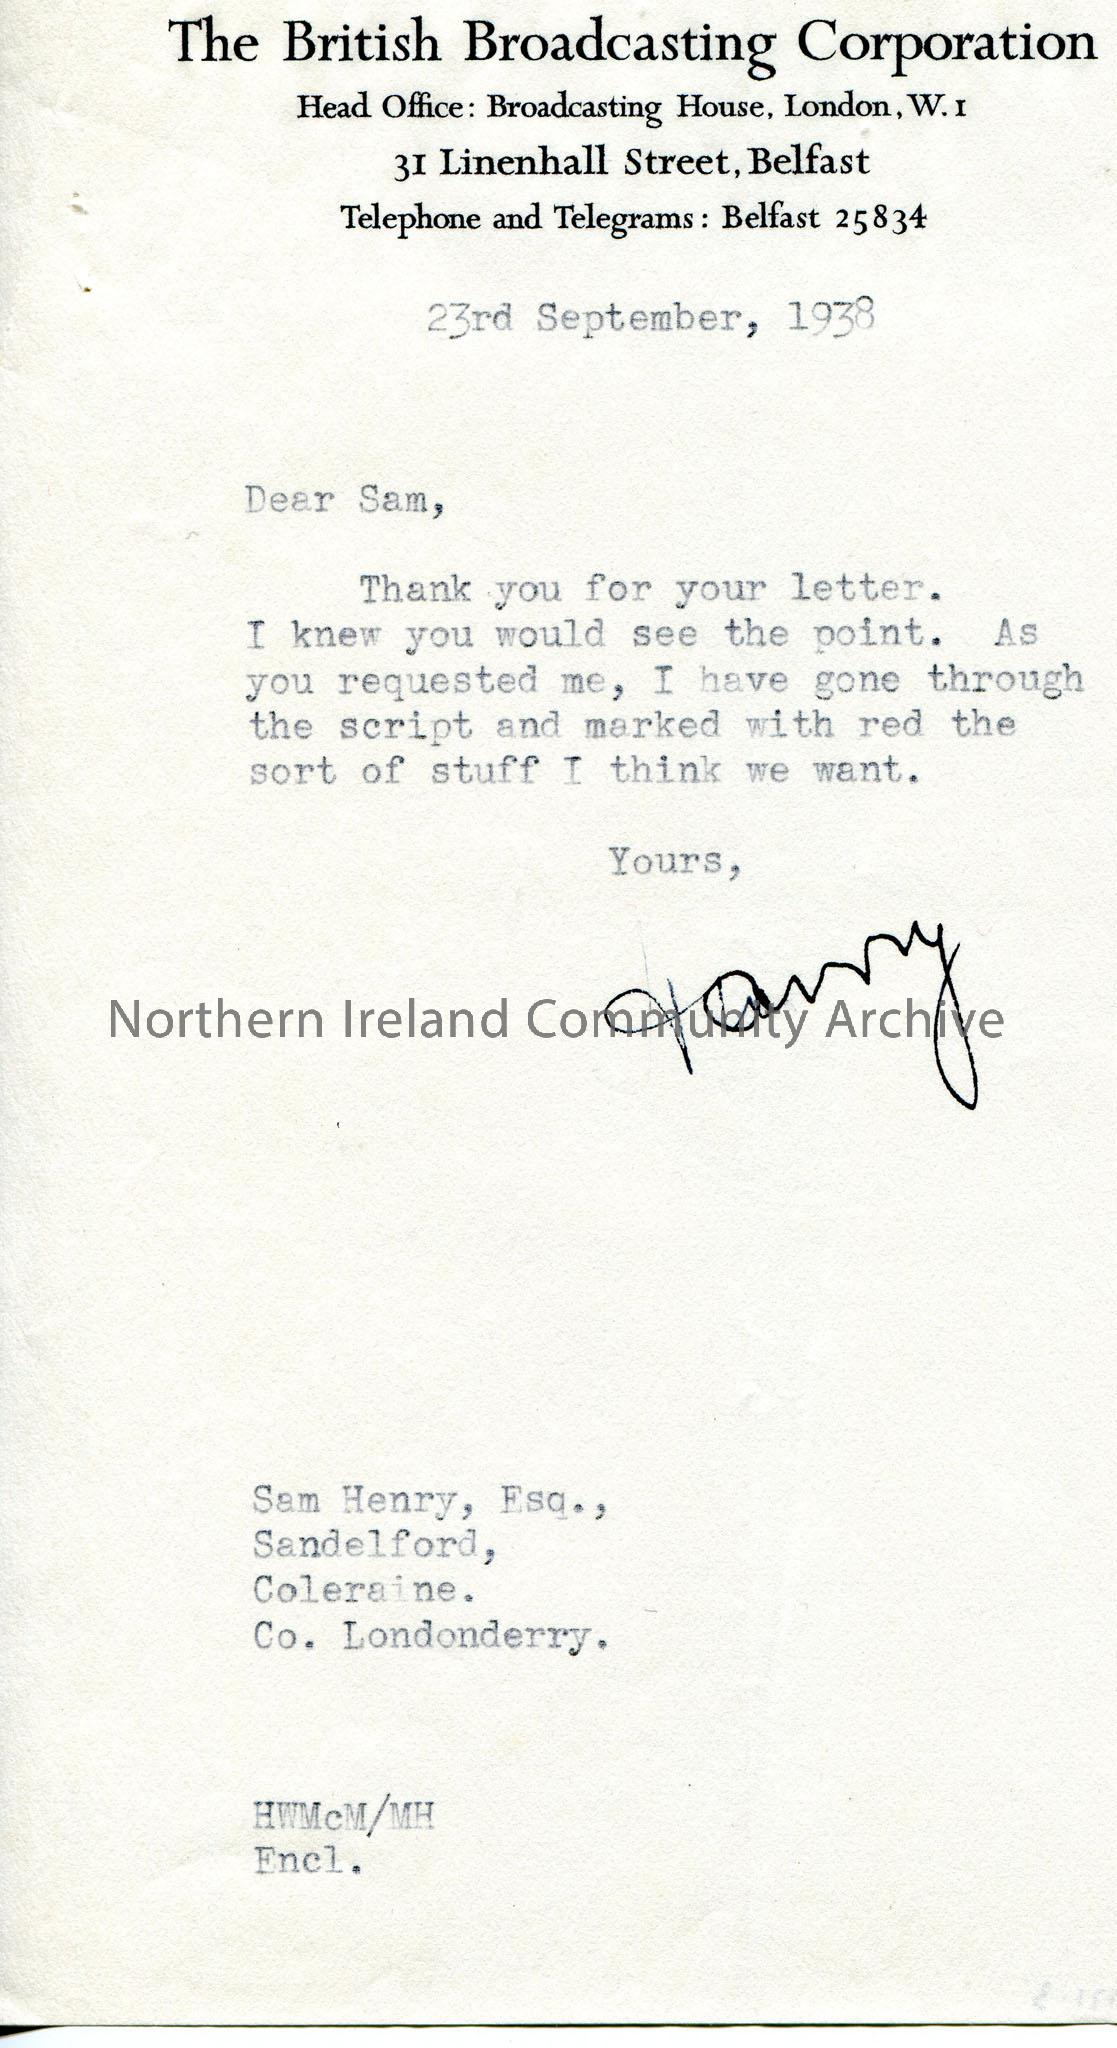 The British Broadcasting Corporation
Head Office: Broadcasting House, London, W.1
31 Linenhall Street, Belfast
Telephone and Telegrams: Belfast 25834
23rd September, 1938
Dear Sam,
Thank you for your letter.
I knew you would see the point. As
you requested me, I have gone through
the script and marked with red the
sort of stuff I think we want.
Yours,
Harry
Northern Ireland Community Archive
Sam Henry, Esq.,
Sandelford,
Coleraine.
Co. Londonderry.
HWMcM/MH
Encl.